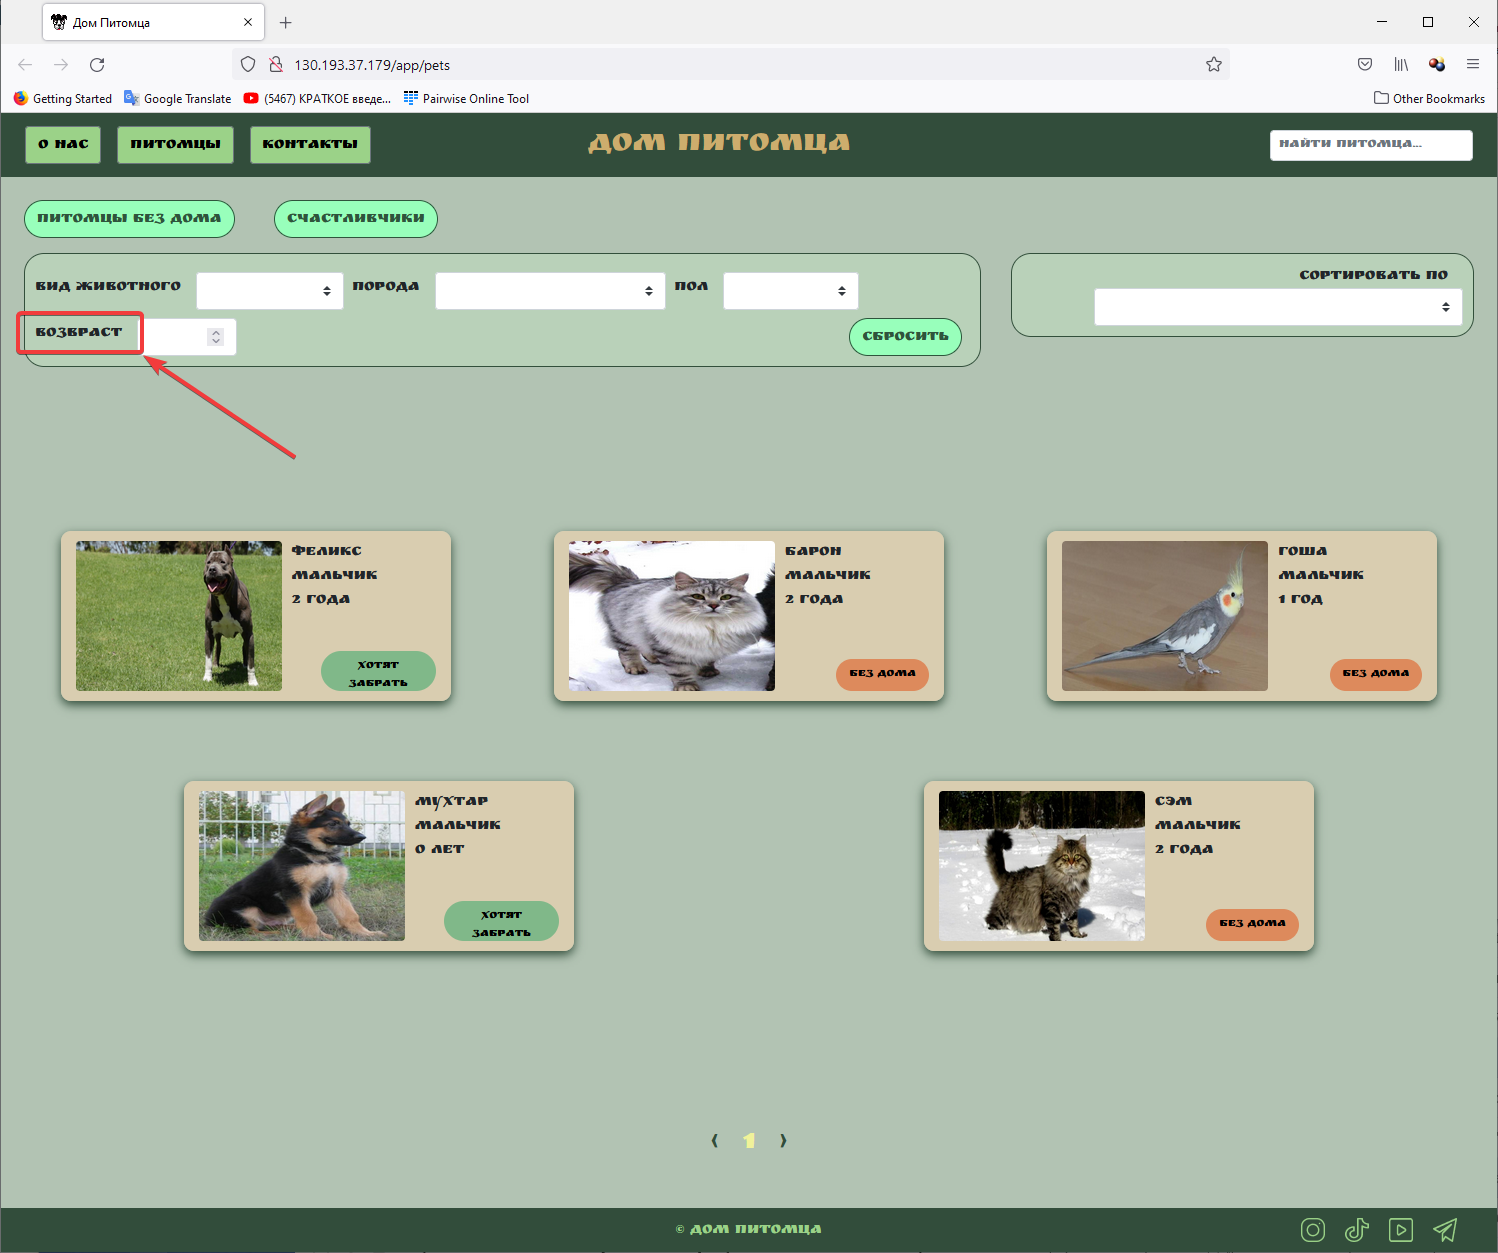 Дом Питомца
130.193.37.179/app/pets
Getting Started
Google Translate
(5467) КРАТКОЕ введе...
Pairwise Online Tool
Other Bookmarks
О НАС
ПИТОМЦЫ
КОНТАКТЫ
ДОМ ПИТОМЦА
НАЙТИ ПИТОМЦА...
ПИТОМЦЫ БЕЗ ДОМА
СЧАСТЛИВЧИКИ
ВИД ЖИВОТНОГО
ПОРОДА
ПОЛ
ВОЗВРАСТ
СБРОСИТЬ
СОРТИРОВАТЬ ПО
ФЕЛИКС
МАЛЬЧИК
2 ГОДА
ХОТЯТ
ЗАБРАТЬ
БАРОН
МАЛЬЧИК
2 ГОДА
БЕЗ ДОМА
ГОША
МАЛЬЧИК
1 ГОД
БЕЗ ДОМА
МУХТАР
МАЛЬЧИК
0 ЛЕТ
ХОТЯТ
ЗАБРАТЬ
СЭМ
МАЛЬЧИК
2 ГОДА
БЕЗ ДОМА
‹ 1 ›
© ДОМ ПИТОМЦА